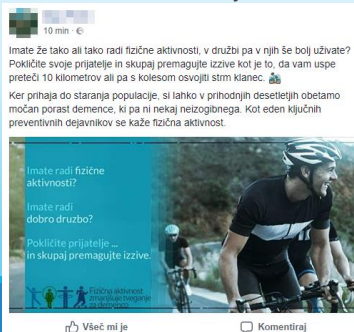 10 min
Imate že tako ali tako radi fizične aktivnosti, v družbi pa v njih še bolj uživate?
Pokličite svoje prijatelje in skupaj premagujte izzive kot je to, da vam uspe
preteči 10 kilometrov ali pa s kolesom osvojiti strm klanec.
Ker prihaja do staranja populacije, si lahko v prihodnjih desetletjih obetamo
močan porast demence, ki pa ni nekaj neizogibnega. Kot eden ključnih
preventivnih dejavnikov se kaže fizična aktivnost.
Imate radi fizične
aktivnosti?
Imate radi
dobro druzbo?
Pokličite prijatelje ...
in skupaj premagujte izzive.
Fizična aktivnost
zmanjšuje tveganje
za demenco
Všeč mi je
Komentiraj